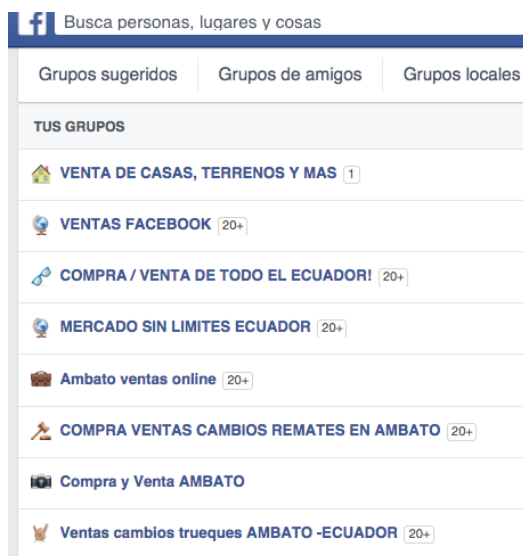 f Busca personas, lugares y cosas
Grupos sugeridos Grupos de amigos Grupos locales
TUS GRUPOS
VENTA DE CASAS, TERRENOS Y MAS 1
VENTAS FACEBOOK 20+
COMPRA / VENTA DE TODO EL ECUADOR! 20+
MERCADO SIN LIMITES ECUADOR 20+
Ambato ventas online 20+
COMPRA VENTAS CAMBIOS REMATES EN AMBATO 20+
Compra y Venta AMBATO
Ventas cambios trueques AMBATO -ECUADOR 20+